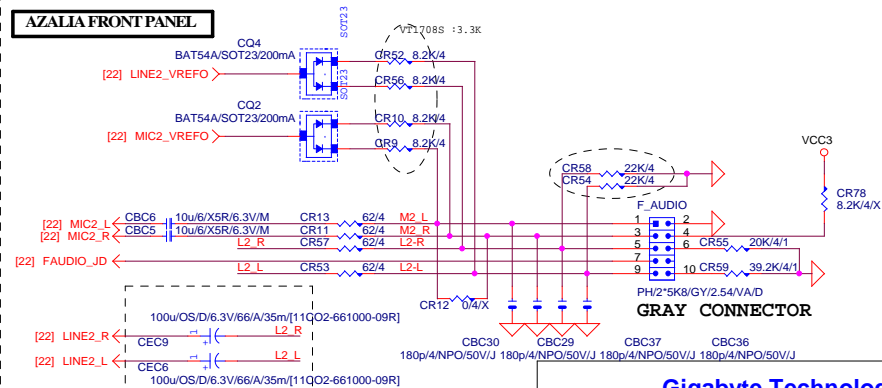 AZALIA FRONT PANEL
SOT23
VT1708S :3.3K
CQ4
BAT54A/SOT23/200mA
CR52 8.2K/4
[22] LINE2_VREFO
SOT23
CR56 8.2K/4
CQ2
BAT54A/SOT23/200mA
CR10 8.2K/4
[22] MIC2_VREFO
CR9 8.2K/4
VCC3
CR58 22K/4
CR54 22K/4
CR78
8.2K/4/X
F_AUDIO
[22] MIC2_L CBC6 10u/6/X5R/6.3V/M CR13 62/4 M2_L 1 2
[22] MIC2_R CBC5 10u/6/X5R/6.3V/M CR11 62/4 M2_R 3 4
L2_R CR57 62/4 L2-R 5 6 CR55 20K/4/1
[22] FAUDIO_JD 7
L2_L CR53 62/4 L2-L 9 10 CR59 39.2K/4/1
CR12 0/4/X
PH/2*5K8/GY/2.54/VA/D
GRAY CONNECTOR
100u/OS/D/6.3V/66/A/35m/[11CO2-661000-09R]
[22] LINE2_R 1 + L2_R
CEC9
CBC30 CBC29 CBC37 CBC36
180p/4/NPO/50V/J 180p/4/NPO/50V/J 180p/4/NPO/50V/J 180p/4/NPO/50V/J
[22] LINE2_L 1 + L2_L
CEC6
100u/OS/D/6.3V/66/A/35m/[11CO2-661000-09R]